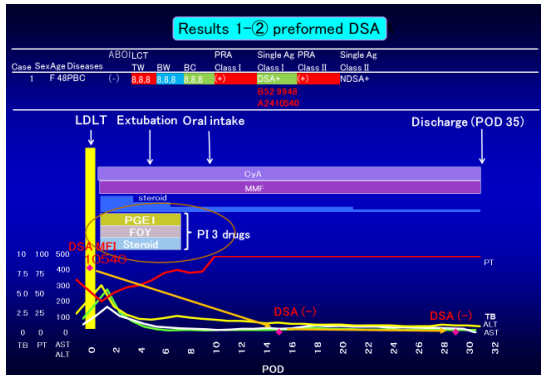 Results 1-② preformed DSA
ABOi LCT PRA Single Ag PRA Single Ag
Case Sex Age Diseases TW BW BC Class I Class I Class II Class II
1 F 48 PBC (-) 8,8,8 8,8,8 8,8,8 (+) DSA+ (+) NDSA+
B52 9948
A24 10540
LDLT Extubation Oral intake Discharge (POD 35)
CyA
MMF
steroid
PGE1
FOY PI 3 drugs
Steroid
DSA-MFI
10540
10 100 500
7.5 75 400
300
5.0 50 200
2.5 25 100
0 0 0
TB PT AST
ALT
PT
DSA (-) DSA (-)
TB
ALT
AST
0 2 4 6 8 10 12 14 16 18 20 22 24 26 28 30 32
POD